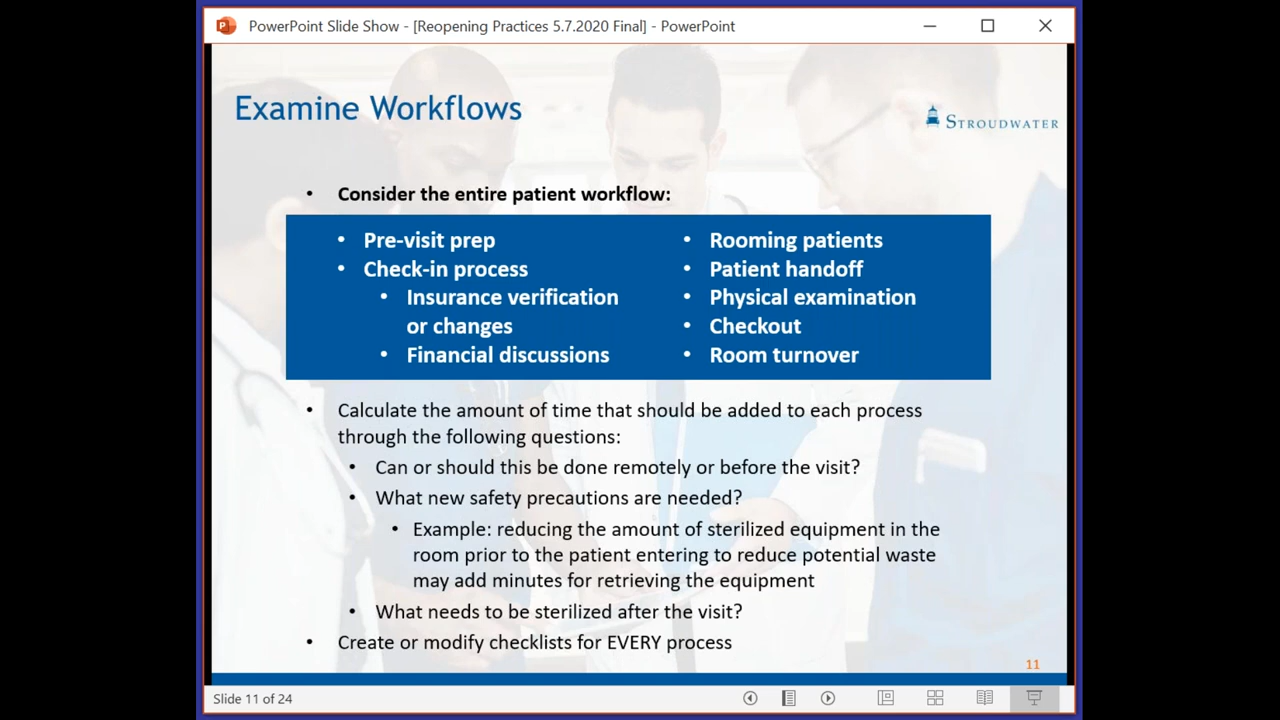 PowerPoint Slide Show - [Reopening Practices 5.7.2020 Final] - PowerPoint
Examine Workflows
STROUDWATER
• Consider the entire patient workflow:
• Pre-visit prep
• Check-in process
• Insurance verification
or changes
• Financial discussions
• Rooming patients
• Patient handoff
• Physical examination
• Checkout
• Room turnover
• Calculate the amount of time that should be added to each process
through the following questions:
• Can or should this be done remotely or before the visit?
• What new safety precautions are needed?
• Example: reducing the amount of sterilized equipment in the
room prior to the patient entering to reduce potential waste
may add minutes for retrieving the equipment
• What needs to be sterilized after the visit?
• Create or modify checklists for EVERY process
11
Slide 11 of 24